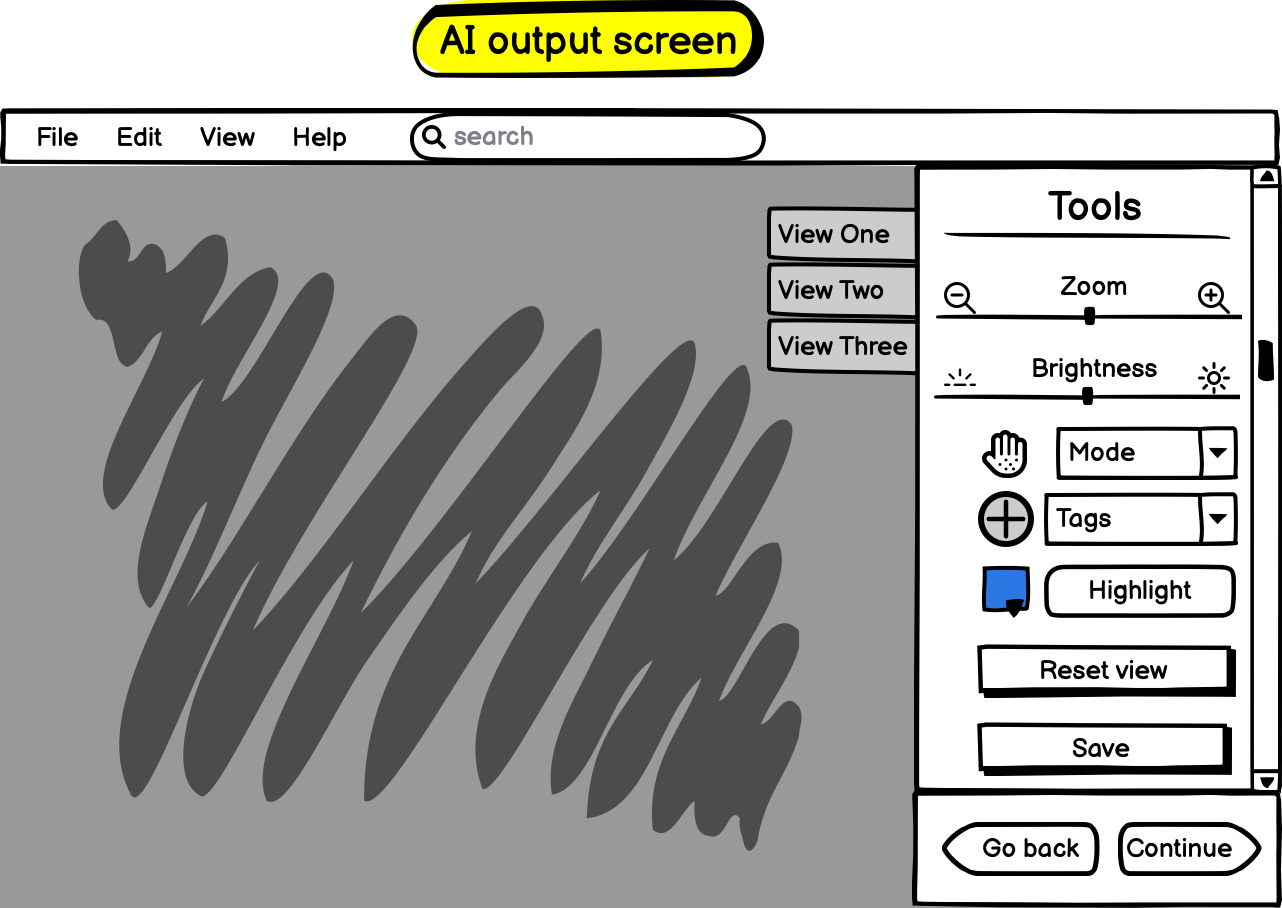 AI output screen
File Edit View Help search
Tools
View One
View Two
View Three
Zoom
Brightness
Mode
Tags
Highlight
Reset view
Save
Go back Continue